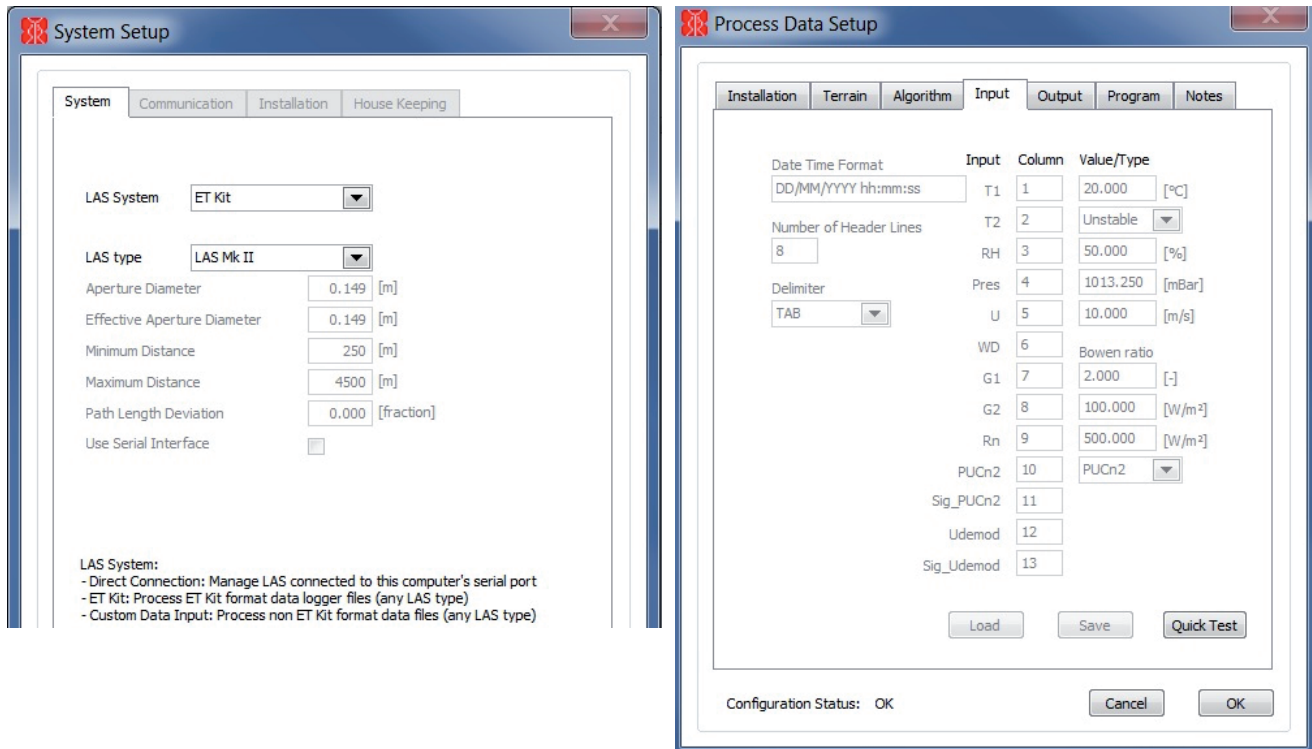 System Setup
System Communication Installation House Keeping
LAS System ET Kit
LAS type LAS Mk II
Aperture Diameter 0.149 [m]
Effective Aperture Diameter 0.149 [m]
Minimum Distance 250 [m]
Maximum Distance 4500 [m]
Path Length Deviation 0.000 [fraction]
Use Serial Interface
LAS System:
- Direct Connection: Manage LAS connected to this computer's serial port
- ET Kit: Process ET Kit format data logger files (any LAS type)
- Custom Data Input: Process non ET Kit format data files (any LAS type)
Process Data Setup
Installation Terrain Algorithm Input Output Program Notes
Date Time Format
DD/MM/YYYY hh:mm:ss
Number of Header Lines
8
Delimiter
TAB
Input Column Value/Type
T1 1 20.000 [°C]
T2 2 Unstable
RH 3 50.000 [%]
Pres 4 1013.250 [mBar]
U 5 10.000 [m/s]
WD 6
Bowen ratio
G1 7 2.000 [-]
G2 8 100.000 [W/m²]
Rn 9 500.000 [W/m²]
PUCn2 10 PUCn2
Sig_PUCn2 11
Udemod 12
Sig_Udemod 13
Load Save Quick Test
Configuration Status: OK Cancel OK